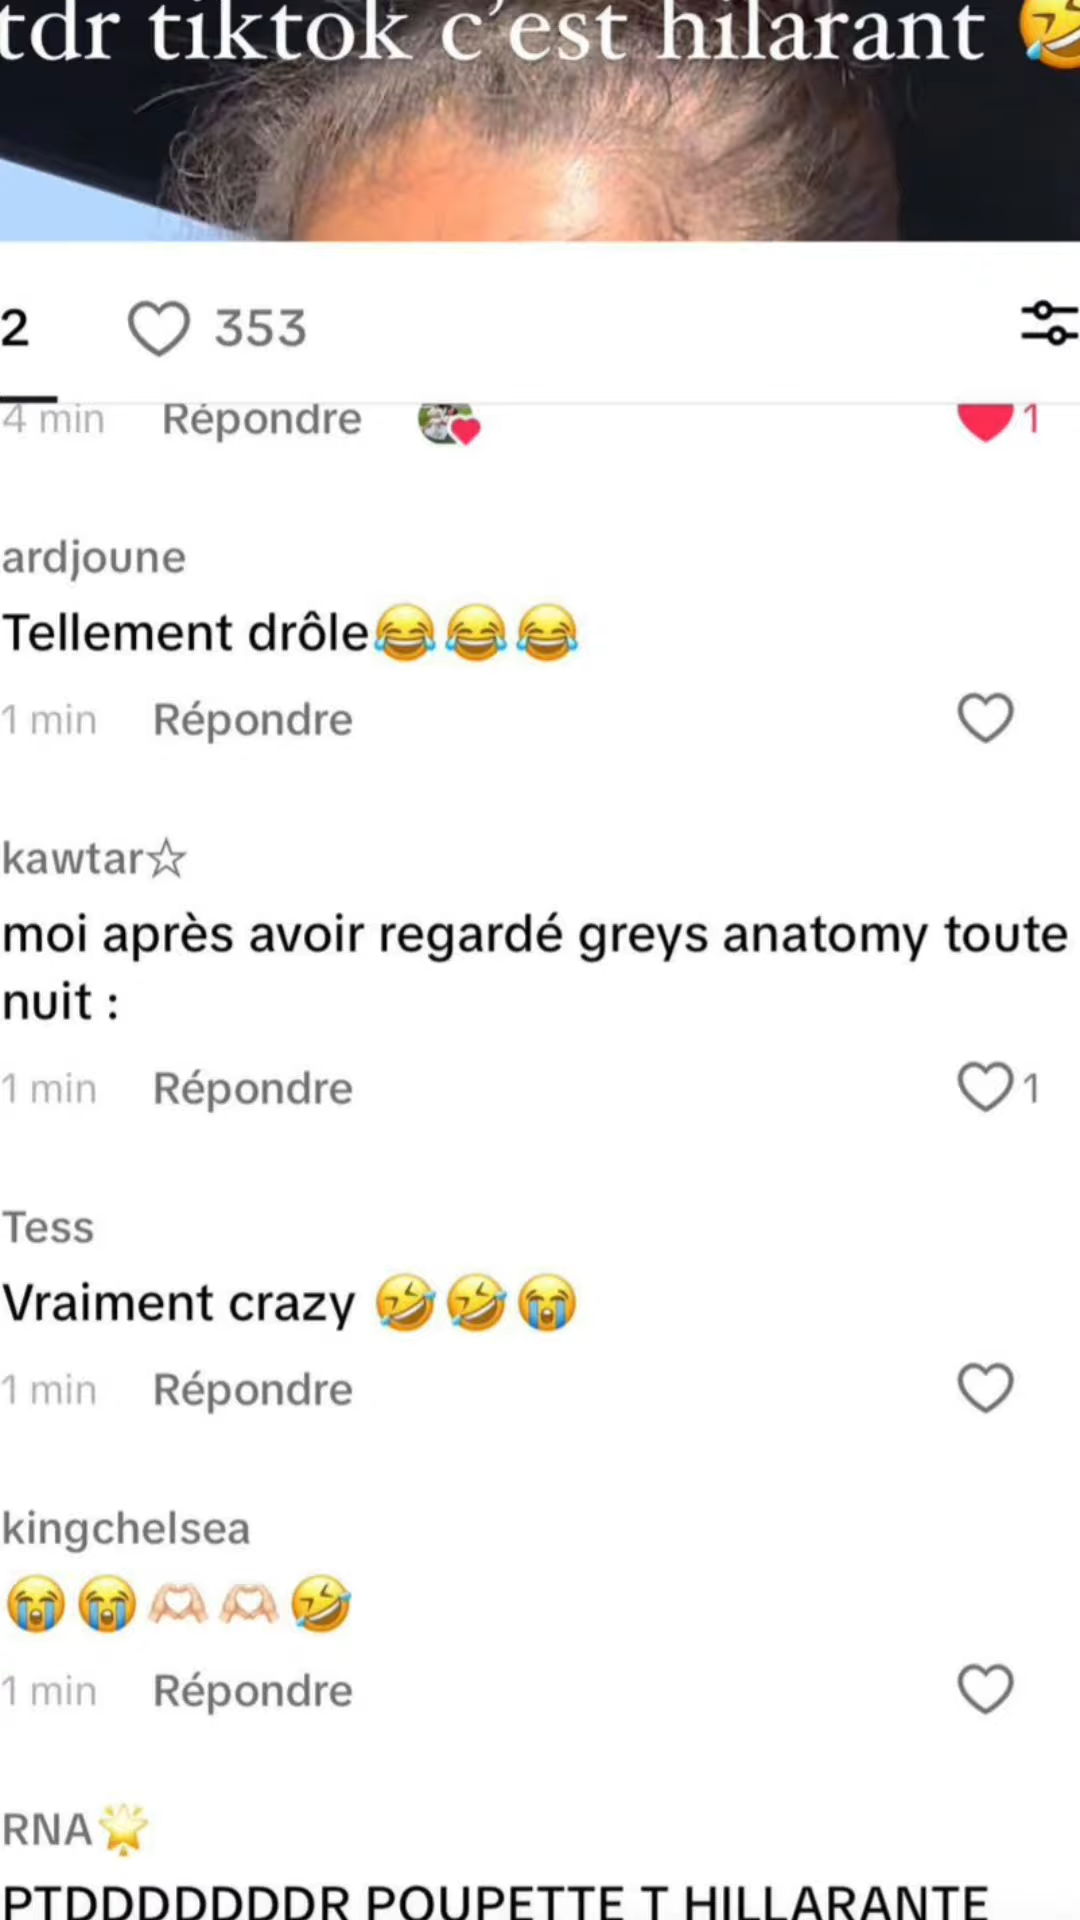 tdr tiktok c'est hilarant 🤣
2 353
4 min Répondre 1
ardjoune
Tellement drôle😂😂😂
1 min Répondre
kawtar☆
moi après avoir regardé greys anatomy toute
nuit :
1 min Répondre 1
Tess
Vraiment crazy 🤣🤣😭
1 min Répondre
kingchelsea
😭😭🫶🏻🫶🏻🤣
1 min Répondre
RNA🌟
PTDDDDDDDDR POUPETTE T HILLARANTE